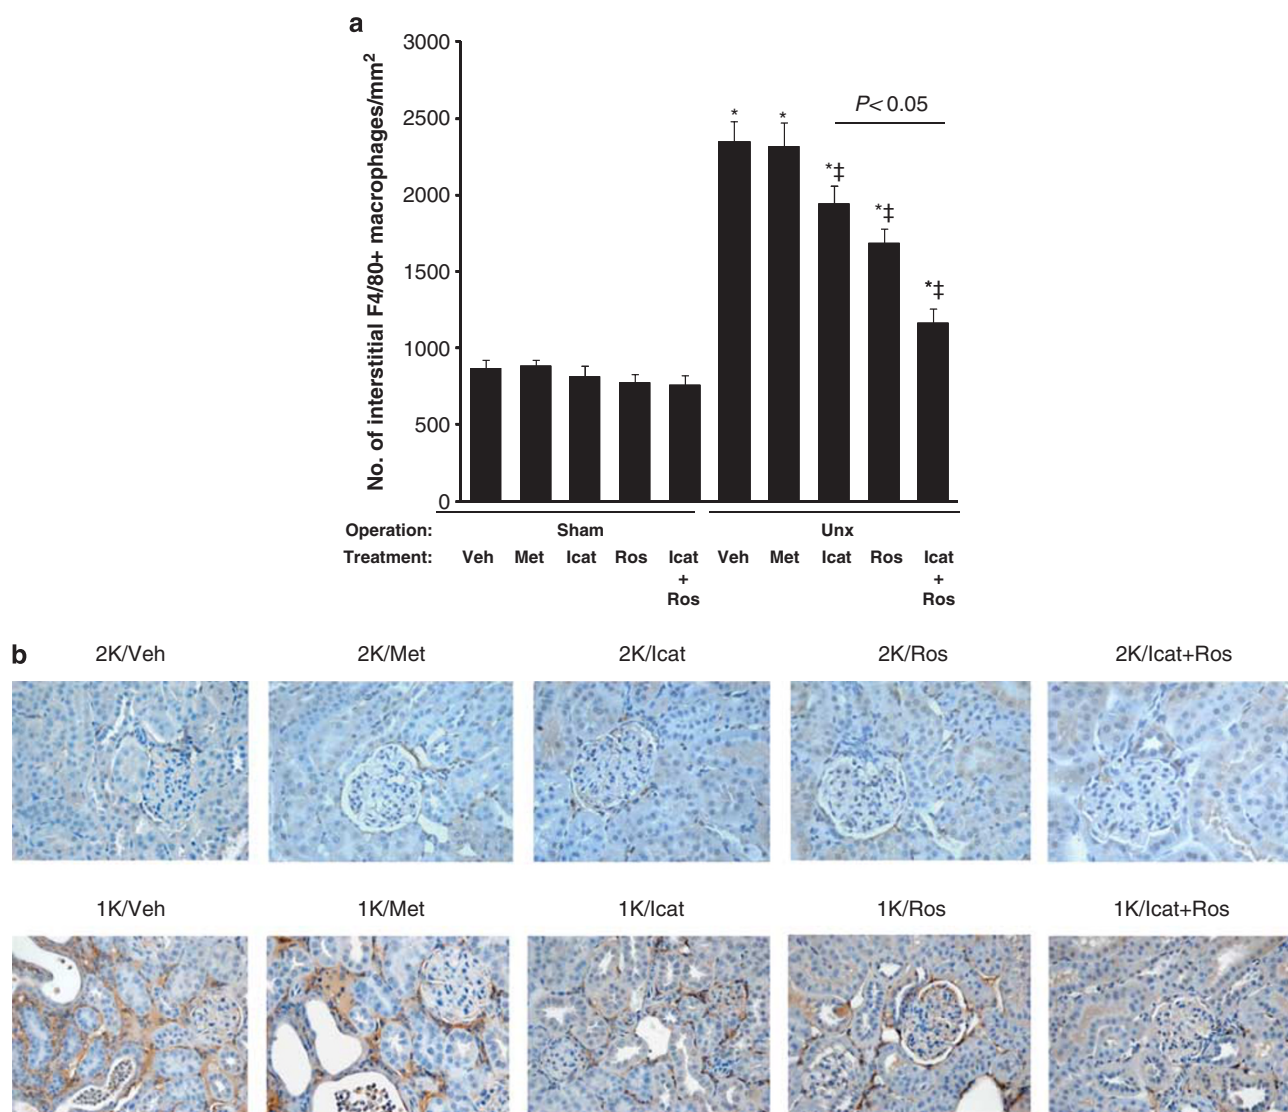 a
No. of interstitial F4/80+ macrophages/mm2
3000
2500
2000
1500
1000
500
0
* * *‡ *‡ *‡
P< 0.05
Operation: Sham Unx
Treatment: Veh Met Icat Ros Icat + Ros Veh Met Icat Ros Icat + Ros
b
2K/Veh 2K/Met 2K/Icat 2K/Ros 2K/Icat+Ros
1K/Veh 1K/Met 1K/Icat 1K/Ros 1K/Icat+Ros